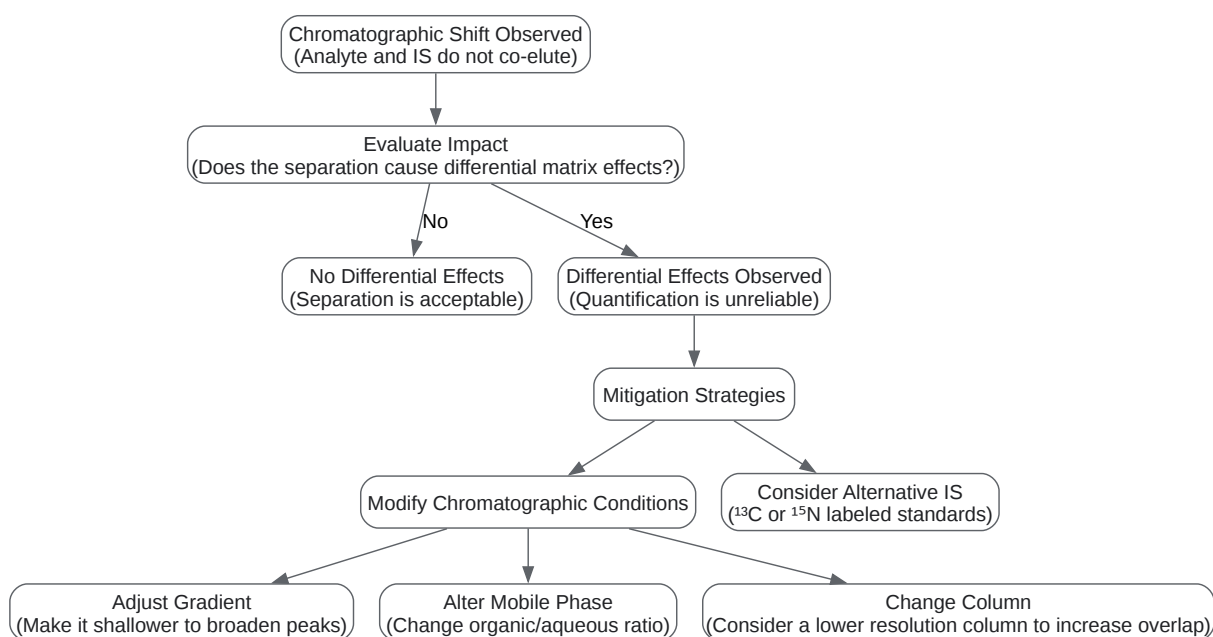 Chromatographic Shift Observed
(Analyte and IS do not co-elute)
Evaluate Impact
(Does the separation cause differential matrix effects?)
No
Yes
No Differential Effects
(Separation is acceptable)
Differential Effects Observed
(Quantification is unreliable)
Mitigation Strategies
Modify Chromatographic Conditions
Consider Alternative IS
(¹³C or ¹⁵N labeled standards)
Adjust Gradient
(Make it shallower to broaden peaks)
Alter Mobile Phase
(Change organic/aqueous ratio)
Change Column
(Consider a lower resolution column to increase overlap)